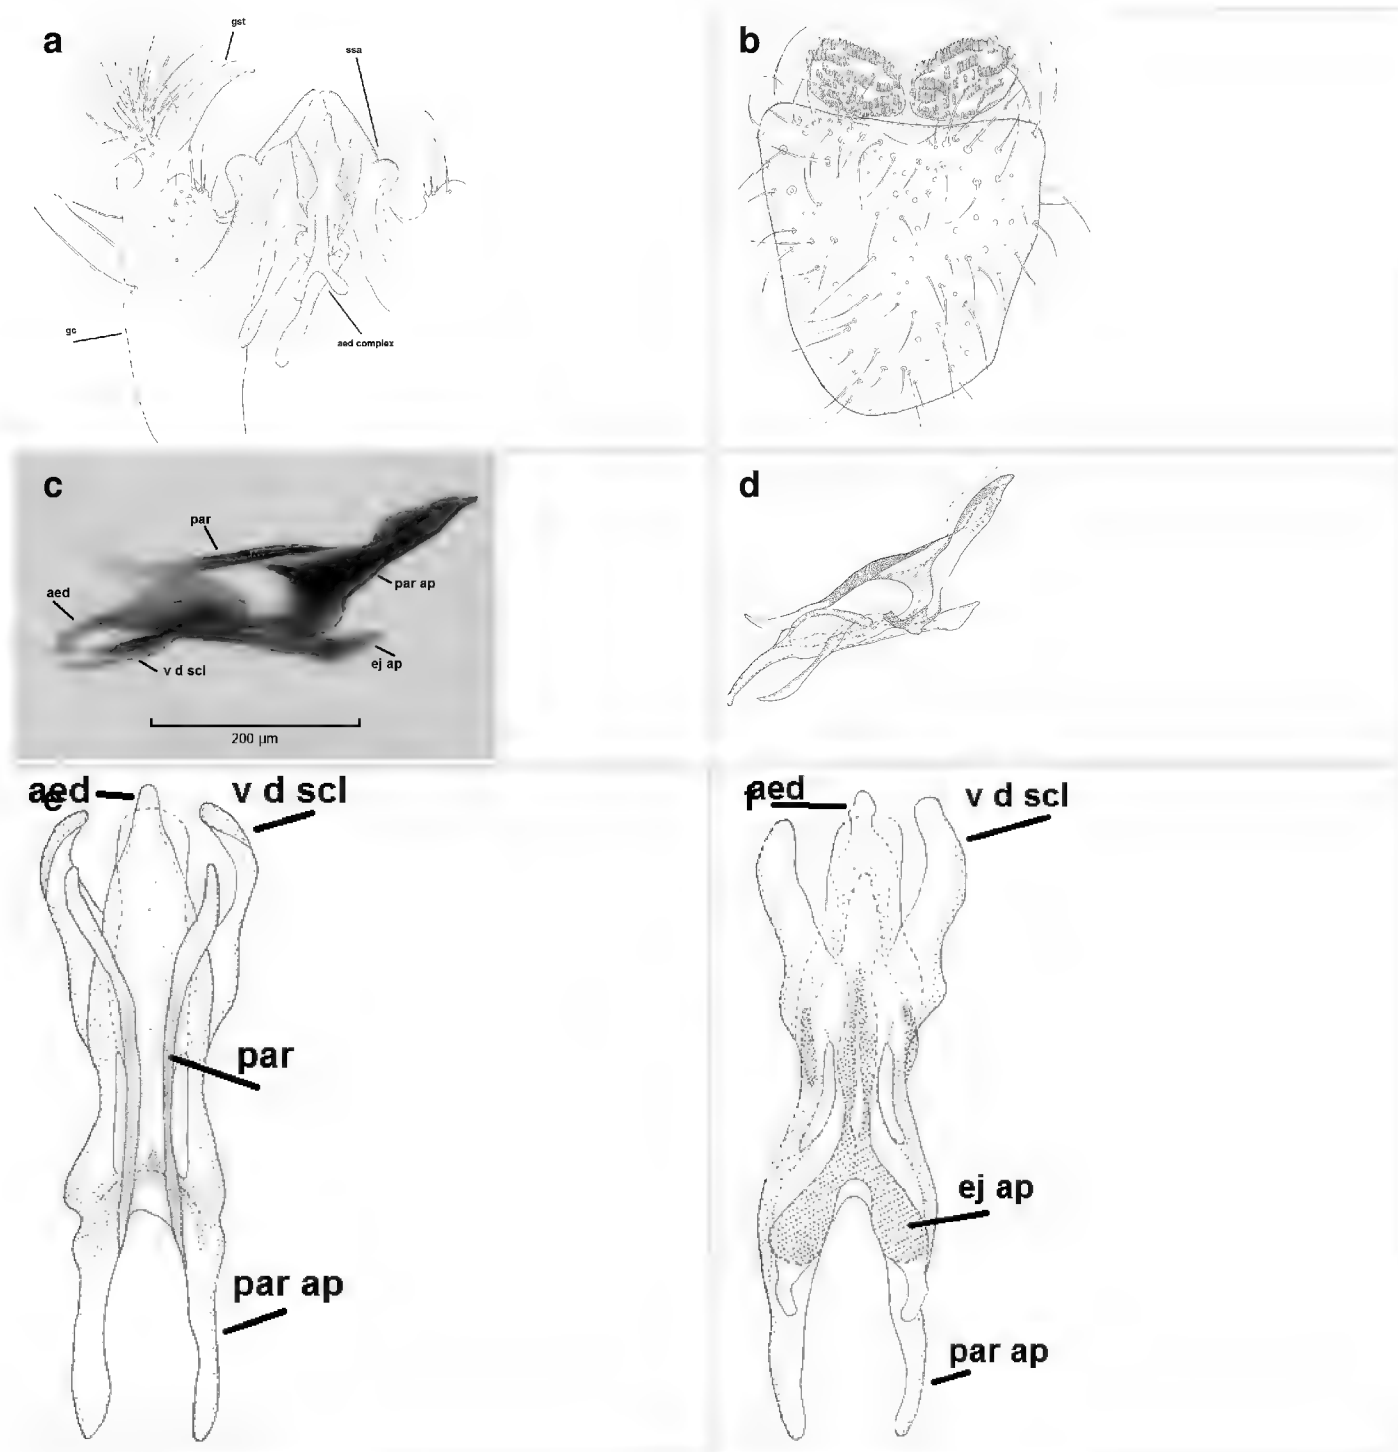 a
gst
ssa
gc
aed complex
b
c
par
aed
par ap
v d scl
ej ap
200 µm
d
e
aed
v d scl
par
par ap
f
aed
v d scl
ej ap
par ap